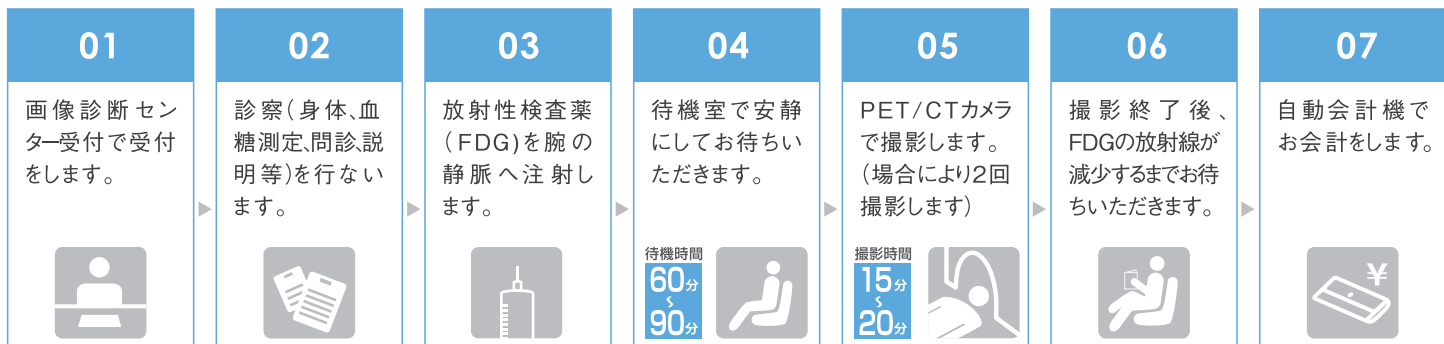 01
画像診断セン
ター受付で受付
をします。
02
診察(身体、血
糖測定、問診、説
明等)を行ない
ます。
03
放射性検査薬
(FDG)を腕の
静脈へ注射し
ます。
04
待機室で安静
にしてお待ちい
ただきます。
待機時間
60分
〜
90分
05
PET/CTカメラ
で撮影します。
(場合により2回
撮影します)
撮影時間
15分
〜
20分
06
撮影終了後、
FDGの放射線が
減少するまでお待
ちいただきます。
07
自動会計機で
お会計をします。
¥